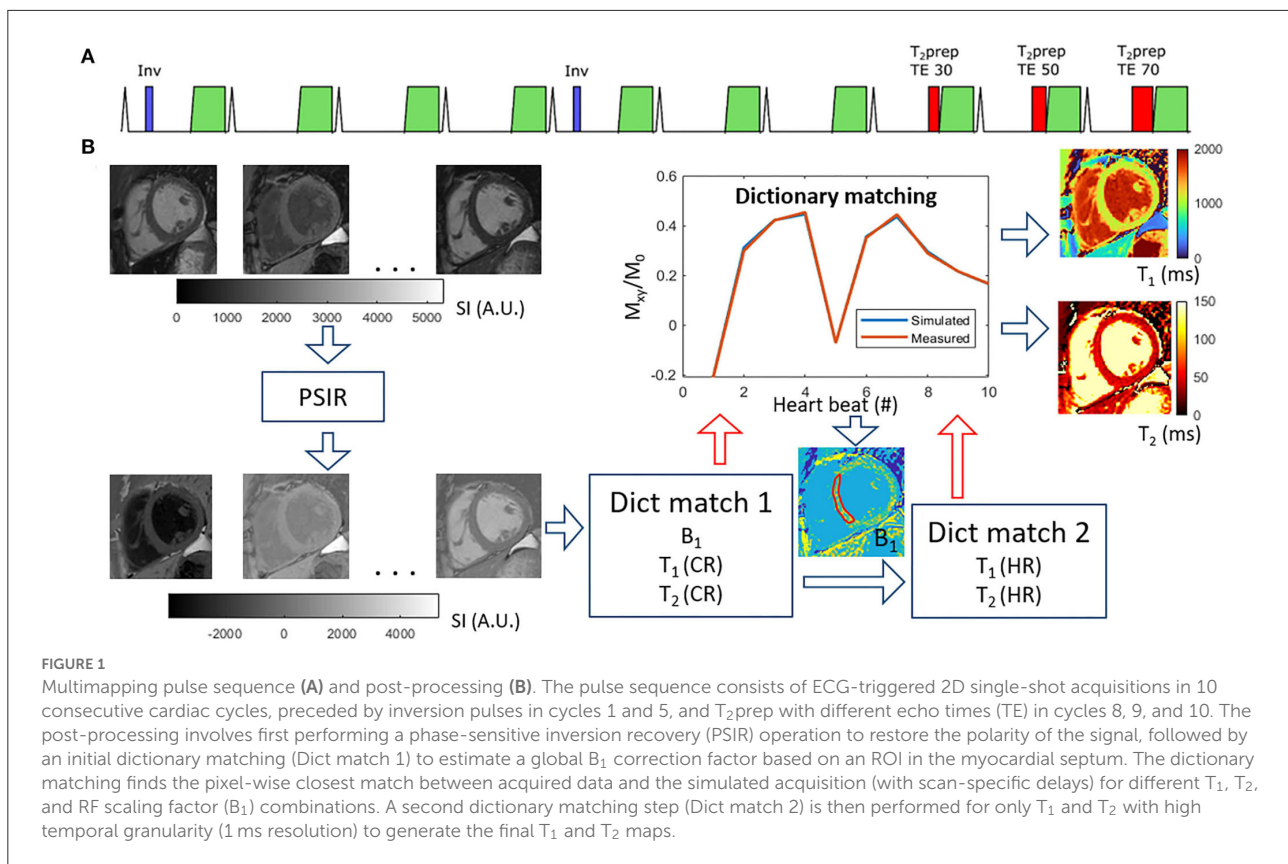 A
Inv
Inv
T₂prep
TE 30
T₂prep
TE 50
T₂prep
TE 70
B
0 1000 2000 3000 4000 5000
SI (A.U.)
PSIR
-2000 0 2000 4000
SI (A.U.)
Dictionary matching
0.6
0.4
0.2
0
-0.2
Mxy/M₀
0 2 4 6 8 10
Heart beat (#)
Simulated
Measured
2000
1000
0
T₁ (ms)
150
100
50
0
T₂ (ms)
Dict match 1
B₁
T₁ (CR)
T₂ (CR)
B₁
Dict match 2
T₁ (HR)
T₂ (HR)
FIGURE 1
Multimapping pulse sequence (A) and post-processing (B). The pulse sequence consists of ECG-triggered 2D single-shot acquisitions in 10
consecutive cardiac cycles, preceded by inversion pulses in cycles 1 and 5, and T₂prep with different echo times (TE) in cycles 8, 9, and 10. The
post-processing involves first performing a phase-sensitive inversion recovery (PSIR) operation to restore the polarity of the signal, followed by
an initial dictionary matching (Dict match 1) to estimate a global B₁ correction factor based on an ROI in the myocardial septum. The dictionary
matching finds the pixel-wise closest match between acquired data and the simulated acquisition (with scan-specific delays) for different T₁, T₂,
and RF scaling factor (B₁) combinations. A second dictionary matching step (Dict match 2) is then performed for only T₁ and T₂ with high
temporal granularity (1 ms resolution) to generate the final T₁ and T₂ maps.